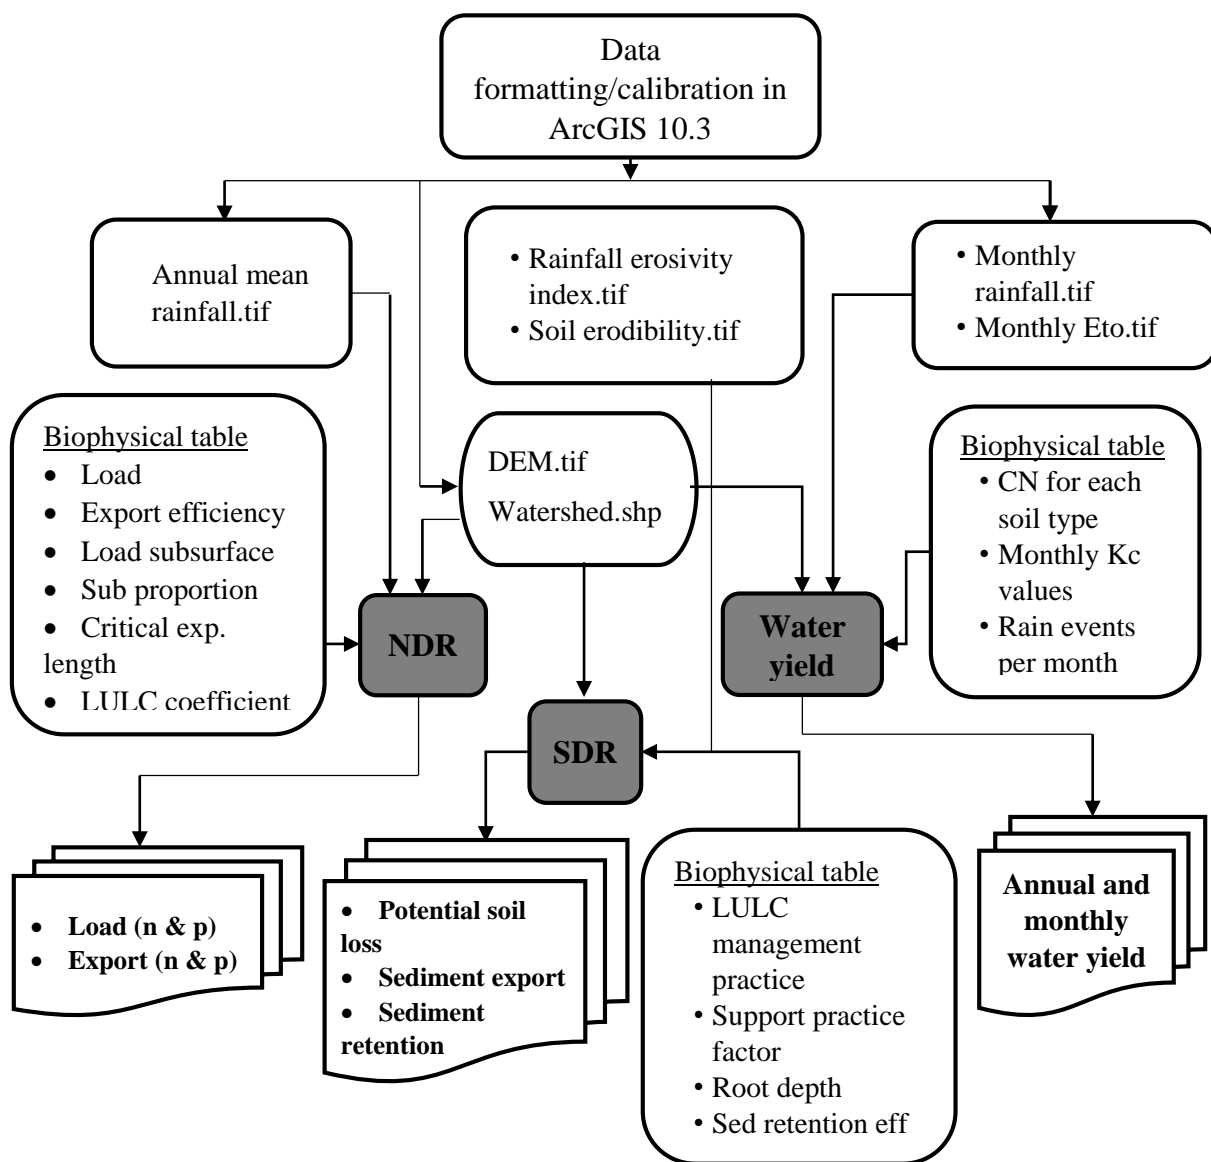 Data
formatting/calibration in
ArcGIS 10.3
Annual mean
rainfall.tif
• Rainfall erosivity
index.tif
• Soil erodibility.tif
• Monthly
rainfall.tif
• Monthly Eto.tif
Biophysical table
• Load
• Export efficiency
• Load subsurface
• Sub proportion
• Critical exp.
length
• LULC coefficient
DEM.tif
Watershed.shp
Biophysical table
• CN for each
soil type
• Monthly Kc
values
• Rain events
per month
NDR
Water
yield
SDR
• Load (n & p)
• Export (n & p)
• Potential soil
loss
• Sediment export
• Sediment
retention
Biophysical table
• LULC
management
practice
• Support practice
factor
• Root depth
• Sed retention eff
Annual and
monthly
water yield